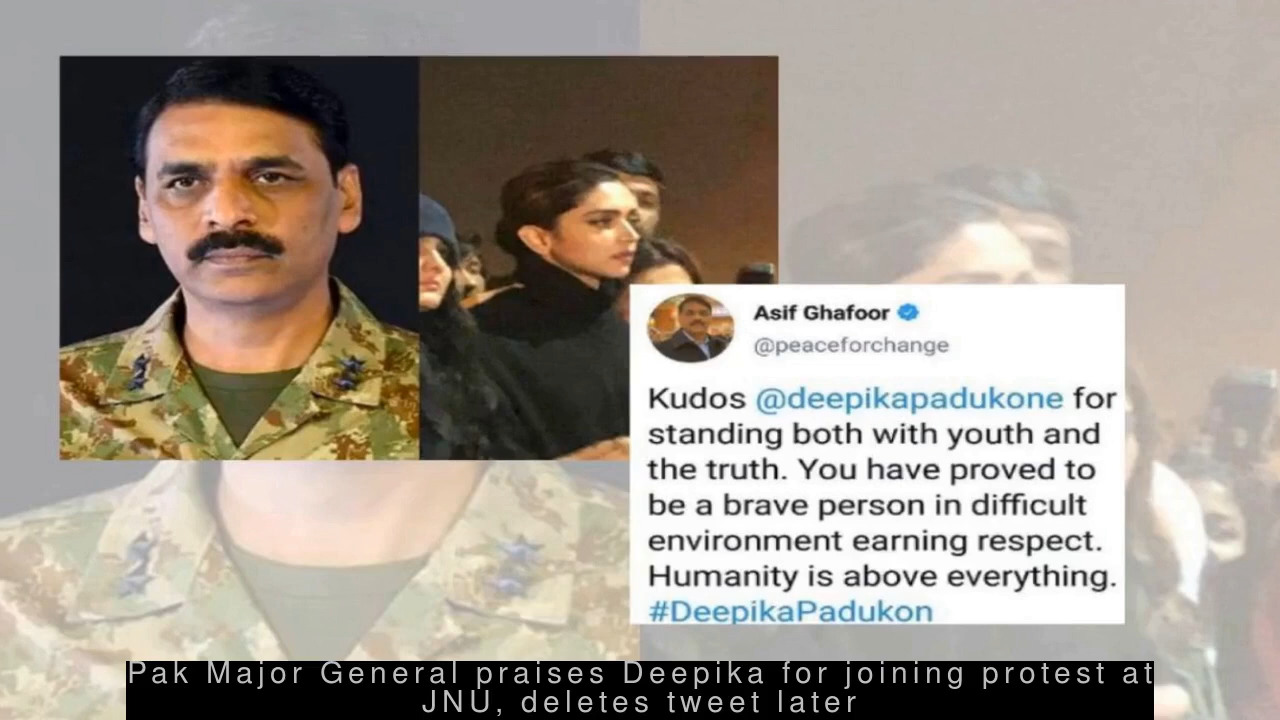 Asif Ghafoor
@peaceforchange
Kudos @deepikapadukone for
standing both with youth and
the truth. You have proved to
be a brave person in difficult
environment earning respect.
Humanity is above everything.
#DeepikaPadukon
Pak Major General praises Deepika for joining protest at
JNU, deletes tweet later